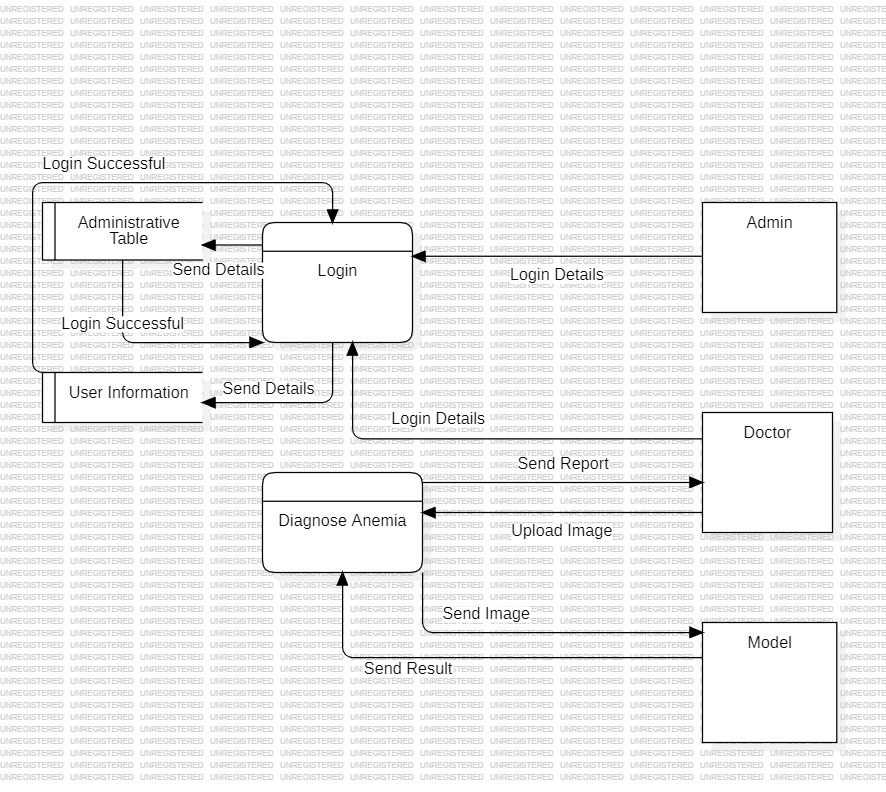 Login Successful
Administrative
Table
Send Details
Login
Admin
Login Details
Login Successful
User Information
Send Details
Login Details
Doctor
Send Report
Diagnose Anemia
Upload Image
Send Image
Model
Send Result
UNREGISTERED